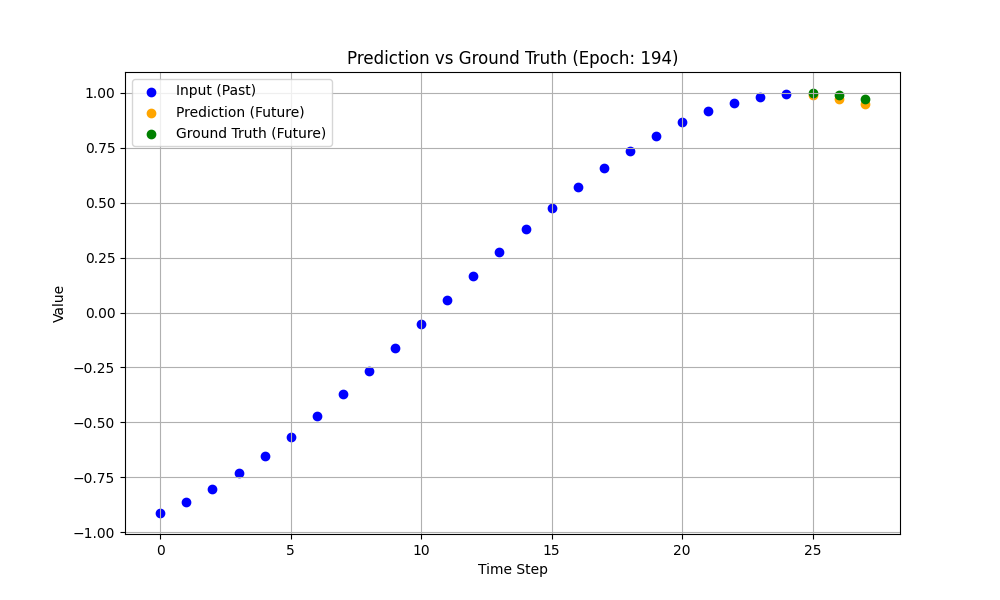 Prediction vs Ground Truth (Epoch: 194)
Input (Past)
Prediction (Future)
Ground Truth (Future)
1.00
0.75
0.50
0.25
0.00
−0.25
−0.50
−0.75
−1.00
Value
0 5 10 15 20 25
Time Step